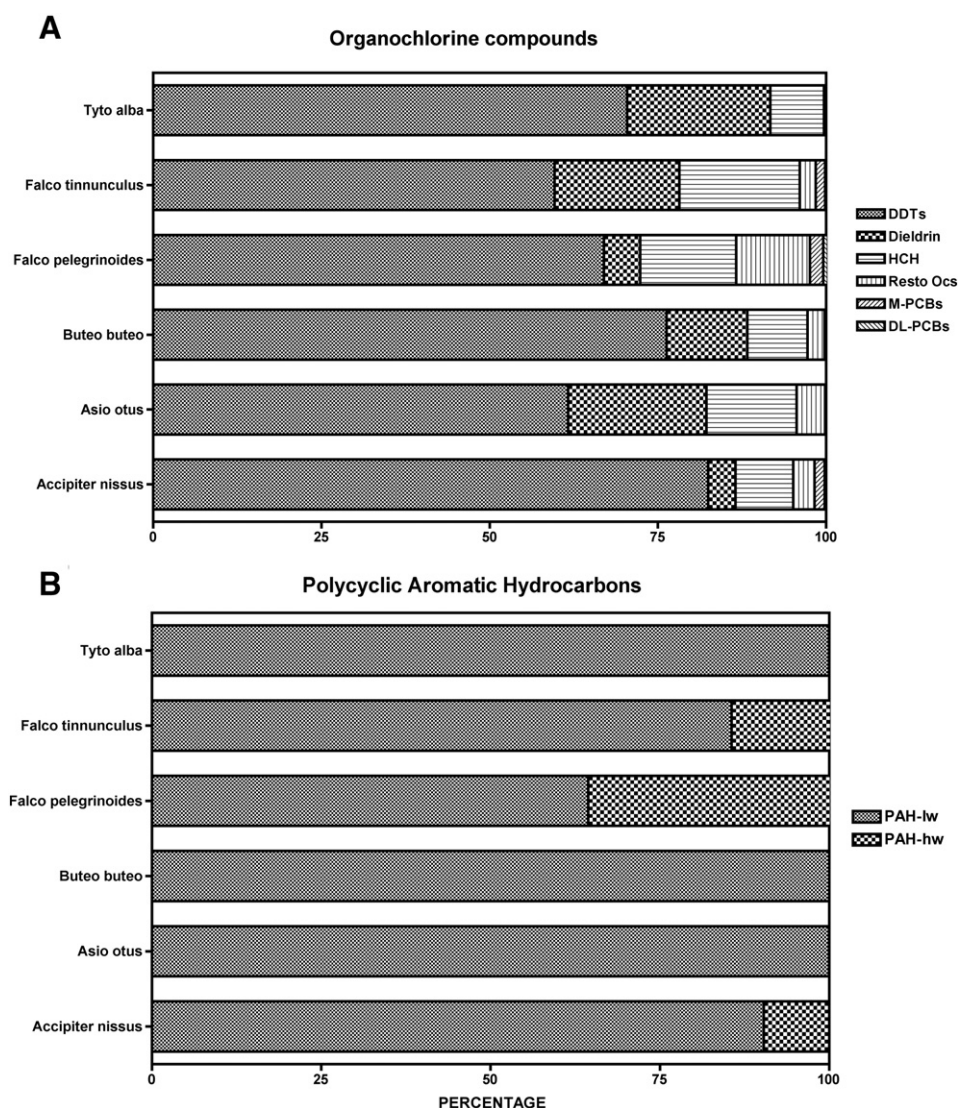 A
Organochlorine compounds
Tyto alba
Falco tinnunculus
Falco pelegrinoides
Buteo buteo
Asio otus
Accipiter nissus
0 25 50 75 100
DDTs
Dieldrin
HCH
Resto Ocs
M-PCBs
DL-PCBs
B
Polycyclic Aromatic Hydrocarbons
Tyto alba
Falco tinnunculus
Falco pelegrinoides
Buteo buteo
Asio otus
Accipiter nissus
0 25 50 75 100
PERCENTAGE
PAH-lw
PAH-hw